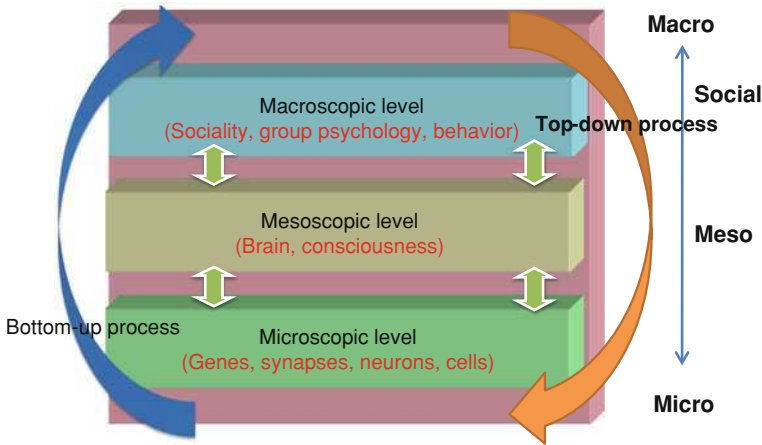 Macro
Social
Macroscopic level
(Sociality, group psychology, behavior)
Top-down process
Mesoscopic level
(Brain, consciousness)
Meso
Bottom-up process
Microscopic level
(Genes, synapses, neurons, cells)
Micro